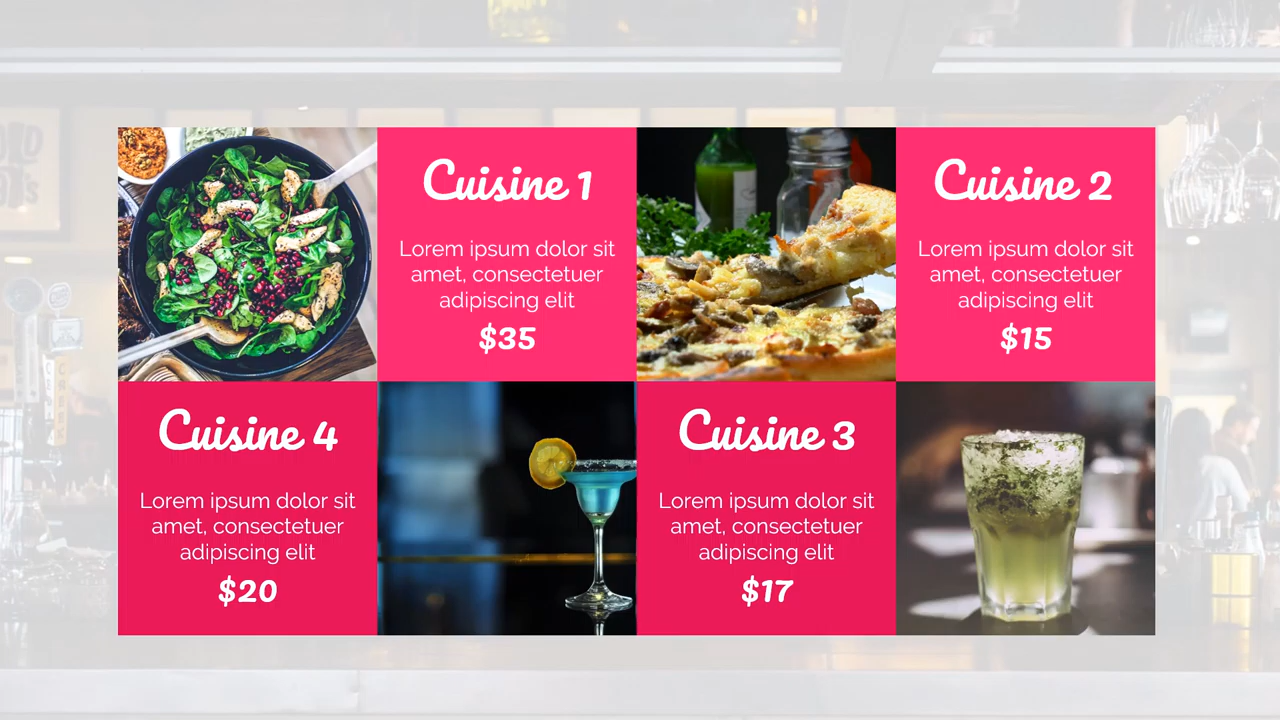 Cuisine 1
Lorem ipsum dolor sit
amet, consectetuer
adipiscing elit
$35
Cuisine 2
Lorem ipsum dolor sit
amet, consectetuer
adipiscing elit
$15
Cuisine 4
Lorem ipsum dolor sit
amet, consectetuer
adipiscing elit
$20
Cuisine 3
Lorem ipsum dolor sit
amet, consectetuer
adipiscing elit
$17